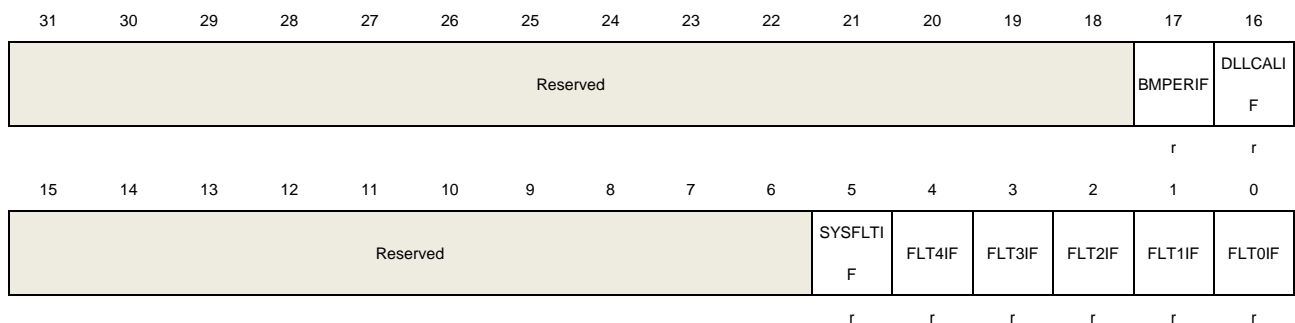 31 30 29 28 27 26 25 24 23 22 21 20 19 18 17 16
Reserved BMPERIF DLLCALI
F
r r
15 14 13 12 11 10 9 8 7 6 5 4 3 2 1 0
Reserved SYSFLTI
F FLT4IF FLT3IF FLT2IF FLT1IF FLT0IF
r r r r r r